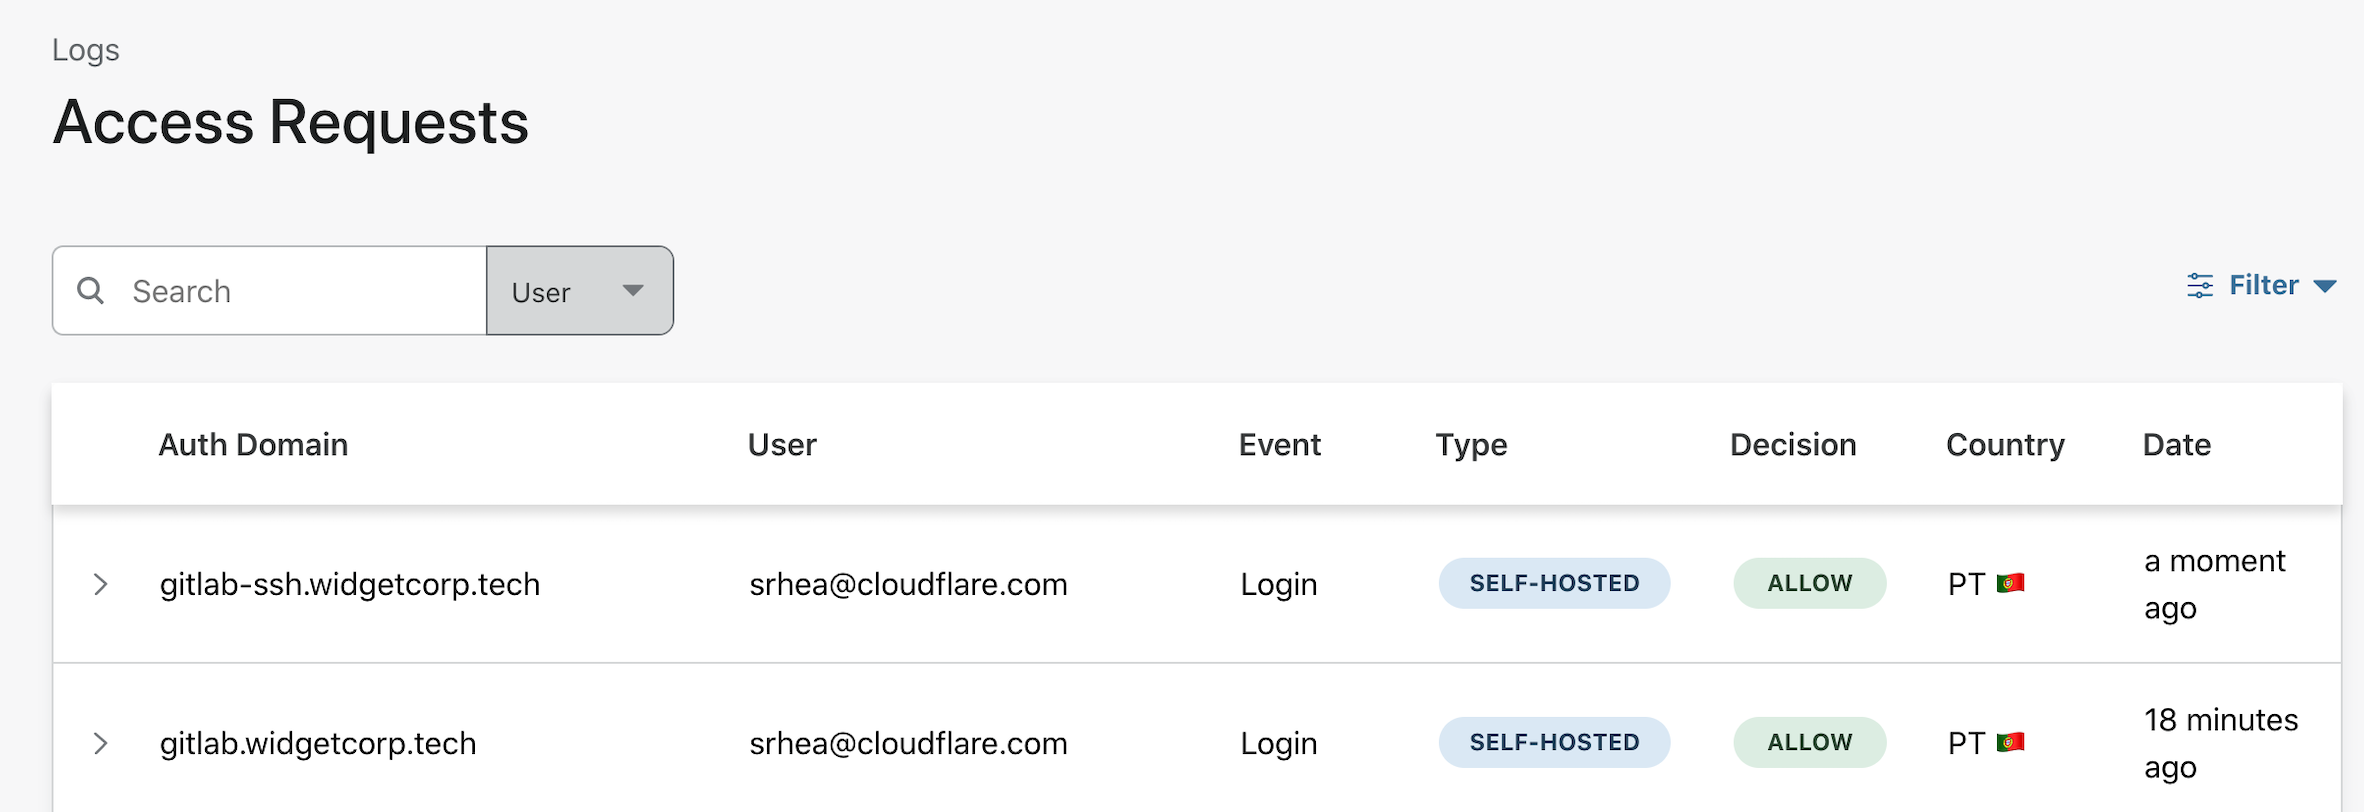 Logs
Access Requests
Search
User
Filter
Auth Domain User Event Type Decision Country Date
gitlab-ssh.widgetcorp.tech srhea@cloudflare.com Login SELF-HOSTED ALLOW PT a moment
ago
gitlab.widgetcorp.tech srhea@cloudflare.com Login SELF-HOSTED ALLOW PT 18 minutes
ago